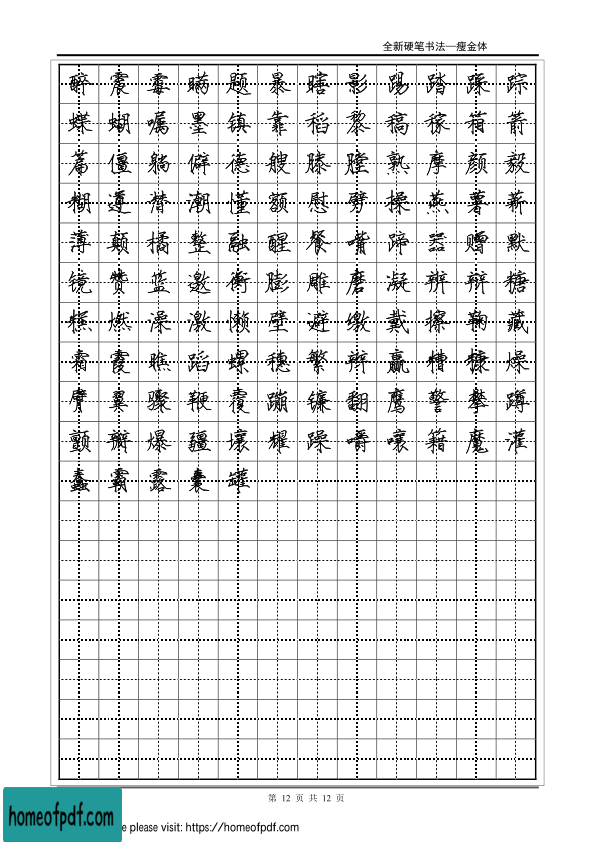 全新硬笔书法—瘦金体
醉震霉瞒题暴瞎影踢踏踩踪
蝶蝴嘱墨镇靠稻黎稿稼箱箭
篇僵躺僻德艘膝膛熟摩颜毅
糊遵潜潮懂额慰劈操燕薯薪
薄颠橘整融醒餐嘴蹄器赠默
镜赞篮邀衡膨雕磨凝辨辩糖
糕燃澡激懒壁避缴戴擦鞠藏
霜霞瞧蹈螺穗繁辫赢糟糠燥
臂翼骤鞭覆蹦镰翻鹰警攀蹲
颤瓣爆疆壤耀躁嚼嚷籍魔灌
蠢霸露囊罐
第 12 页 共 12 页
homeofpdf.com
e please visit: https://homeofpdf.com